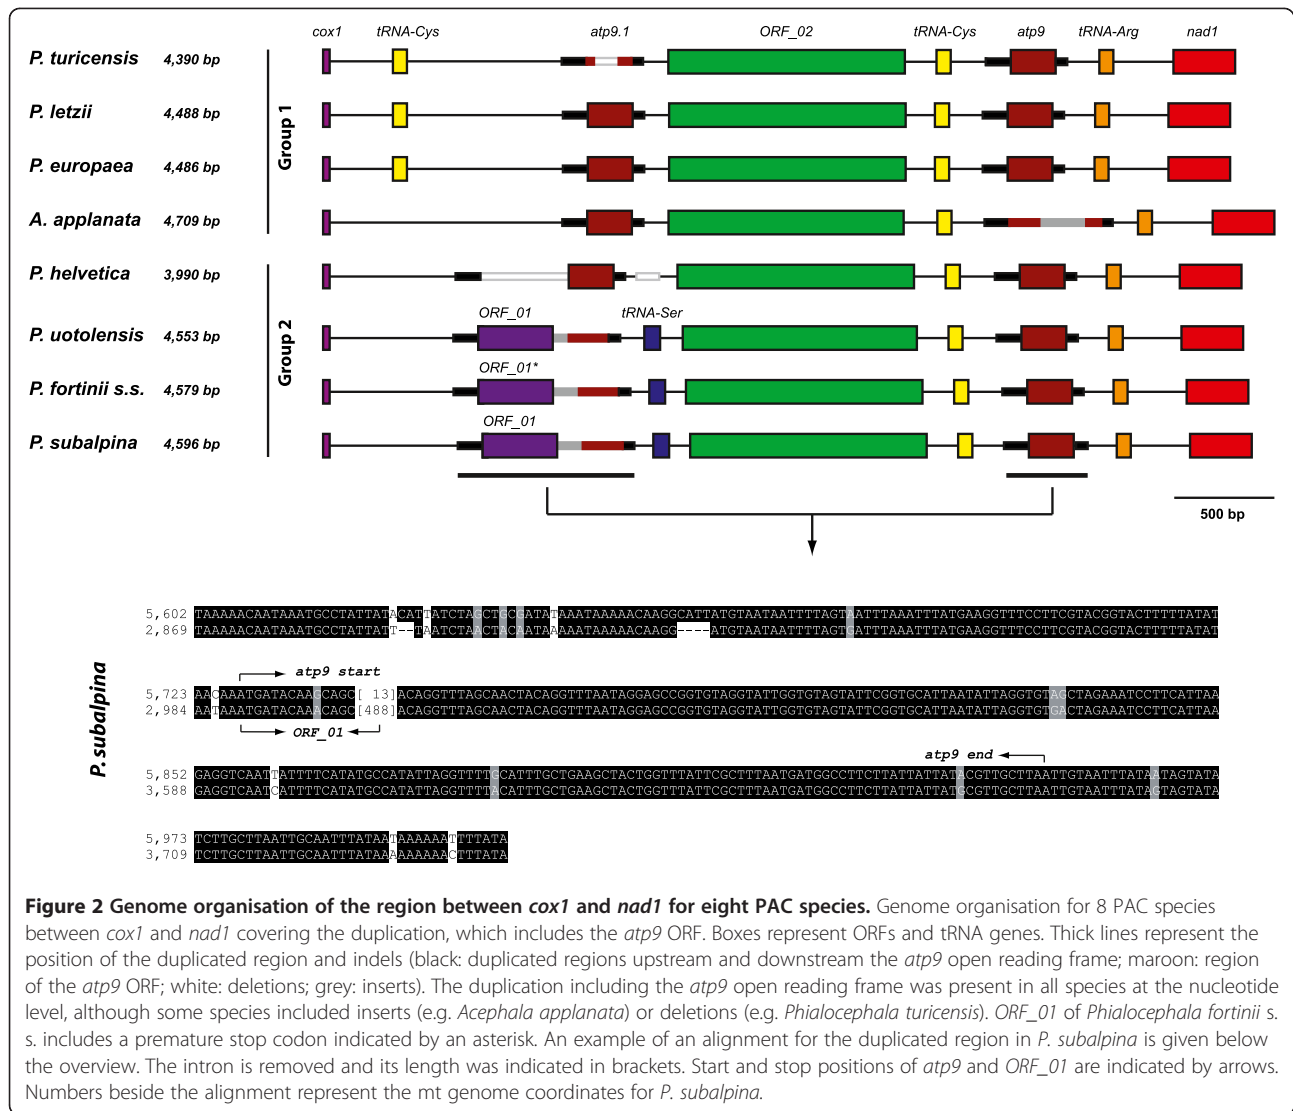 cox1 tRNA-Cys atp9.1 ORF_02 tRNA-Cys atp9 tRNA-Arg nad1
P. turicensis 4,390 bp
P. letzii 4,488 bp
P. europaea 4,486 bp
A. applanata 4,709 bp
Group 1
P. helvetica 3,990 bp
ORF_01 tRNA-Ser
P. uotolensis 4,553 bp
ORF_01*
P. fortinii s.s. 4,579 bp
ORF_01
P. subalpina 4,596 bp
Group 2
500 bp
P. subalpina
5,602 TAAAAACAATAAATGCCTATTATACATTATCTAGCTGCGATATAAATAAAAACAAGGCATTATGTAATAATTTTAGTAATTTAAATTTATGAAGGTTTCCTTCGTACGGTACTTTTTATAT
2,869 TAAAAACAATAAATGCCTATTATT--TAATCTAACTACAATAAAAATAAAAACAAGG----ATGTAATAATTTTAGTGATTTAAATTTATGAAGGTTTCCTTCGTACGGTACTTTTTATAT
atp9 start
5,723 AACAAATGATACAAGCAGC[ 13]ACAGGTTTAGCAACTACAGGTTTAATAGGAGCCGGTGTAGGTATTGGTGTAGTATTCGGTGCATTAATATTAGGTGTAGCTAGAAATCCTTCATTAA
2,984 AATAAATGATACAAACAGC[488]ACAGGTTTAGCAACTACAGGTTTAATAGGAGCCGGTGTAGGTATTGGTGTAGTATTCGGTGCATTAATATTAGGTGTGACTAGAAATCCTTCATTAA
ORF_01
atp9 end
5,852 GAGGTCAATTATTTTCATATGCCATATTAGGTTTTGCATTTGCTGAAGCTACTGGTTTATTCGCTTTAATGATGGCCTTCTTATTATTATACGTTGCTTAATTGTAATTTATAATAGTATA
3,588 GAGGTCAATCATTTTCATATGCCATATTAGGTTTTACATTTGCTGAAGCTACTGGTTTATTCGCTTTAATGATGGCCTTCTTATTATTATGCGTTGCTTAATTGTAATTTATAGTAGTATA
5,973 TCTTGCTTAATTGCAATTTATAATAAAAAATTTTATA
3,709 TCTTGCTTAATTGCAATTTATAAAAAAAAACTTTATA
Figure 2 Genome organisation of the region between cox1 and nad1 for eight PAC species. Genome organisation for 8 PAC species
between cox1 and nad1 covering the duplication, which includes the atp9 ORF. Boxes represent ORFs and tRNA genes. Thick lines represent the
position of the duplicated region and indels (black: duplicated regions upstream and downstream the atp9 open reading frame; maroon: region
of the atp9 ORF; white: deletions; grey: inserts). The duplication including the atp9 open reading frame was present in all species at the nucleotide
level, although some species included inserts (e.g. Acephala applanata) or deletions (e.g. Phialocephala turicensis). ORF_01 of Phialocephala fortinii s.
s. includes a premature stop codon indicated by an asterisk. An example of an alignment for the duplicated region in P. subalpina is given below
the overview. The intron is removed and its length was indicated in brackets. Start and stop positions of atp9 and ORF_01 are indicated by arrows.
Numbers beside the alignment represent the mt genome coordinates for P. subalpina.